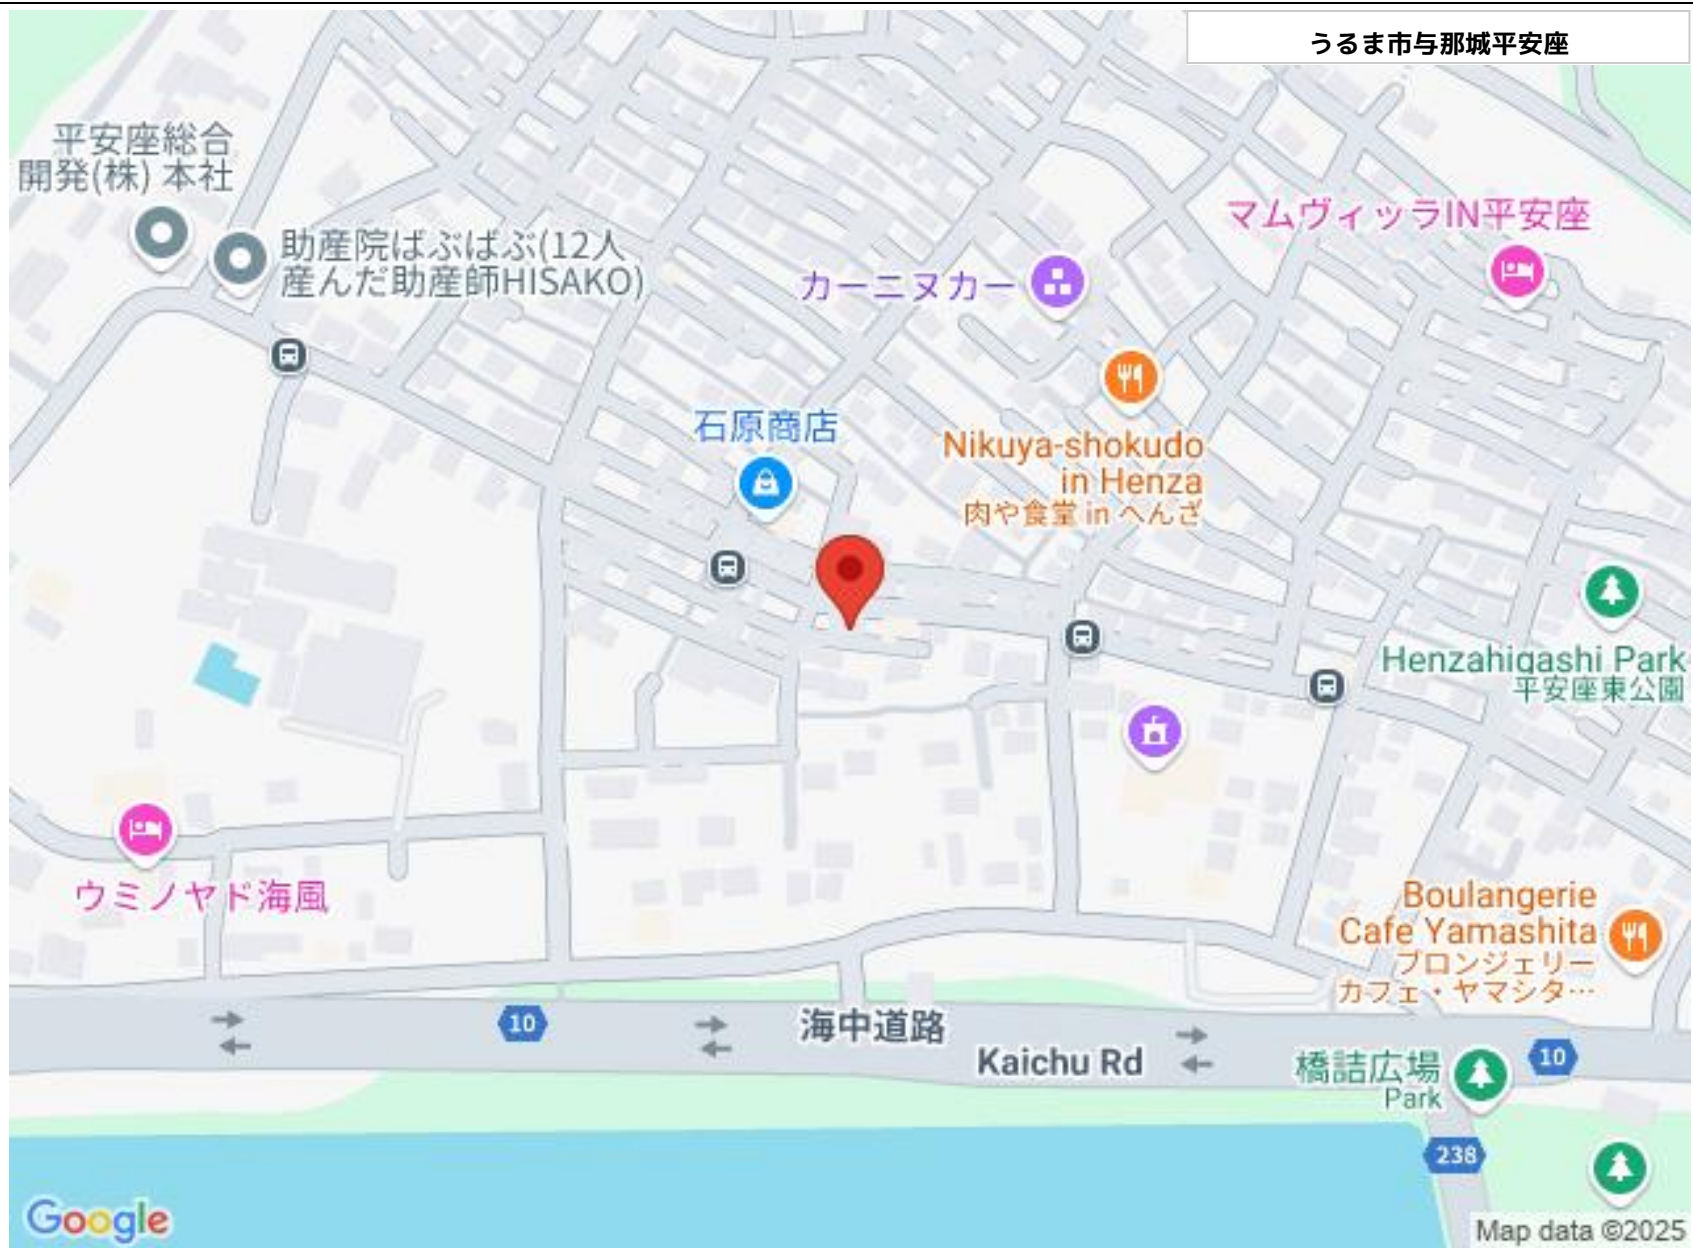 うるま市与那城平安座
平安座総合
開発(株) 本社
助産院ばぶばぶ(12人
産んだ助産師HISAKO)
マムヴィッラIN平安座
カーニヌカー
石原商店
Nikuya-shokudo
in Henza
肉や食堂 in へんざ
Henzahigashi Park
平安座東公園
ウミノヤド海風
Boulangerie
Cafe Yamashita
ブロンジェリー
カフェ・ヤマシタ…
10
海中道路
Kaichu Rd
橋詰広場
Park
10
238
Google
Map data ©2025